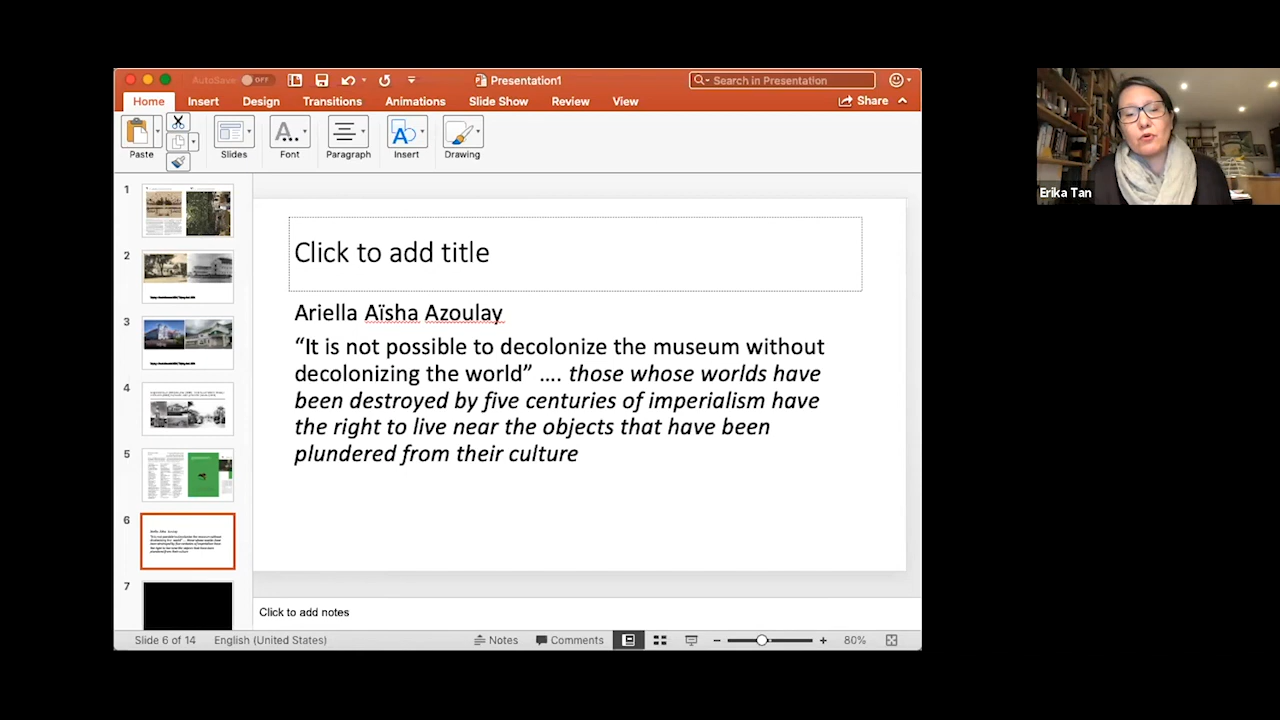 AutoSave OFF
Presentation1
Search in Presentation
Home Insert Design Transitions Animations Slide Show Review View
Share
Paste Slides Font Paragraph Insert Drawing
1
2
3
4
5
6
7
Click to add title
Ariella Aïsha Azoulay
“It is not possible to decolonize the museum without
decolonizing the world” .... those whose worlds have
been destroyed by five centuries of imperialism have
the right to live near the objects that have been
plundered from their culture
Click to add notes
Slide 6 of 14 English (United States) Notes Comments 80%
Erika Tan